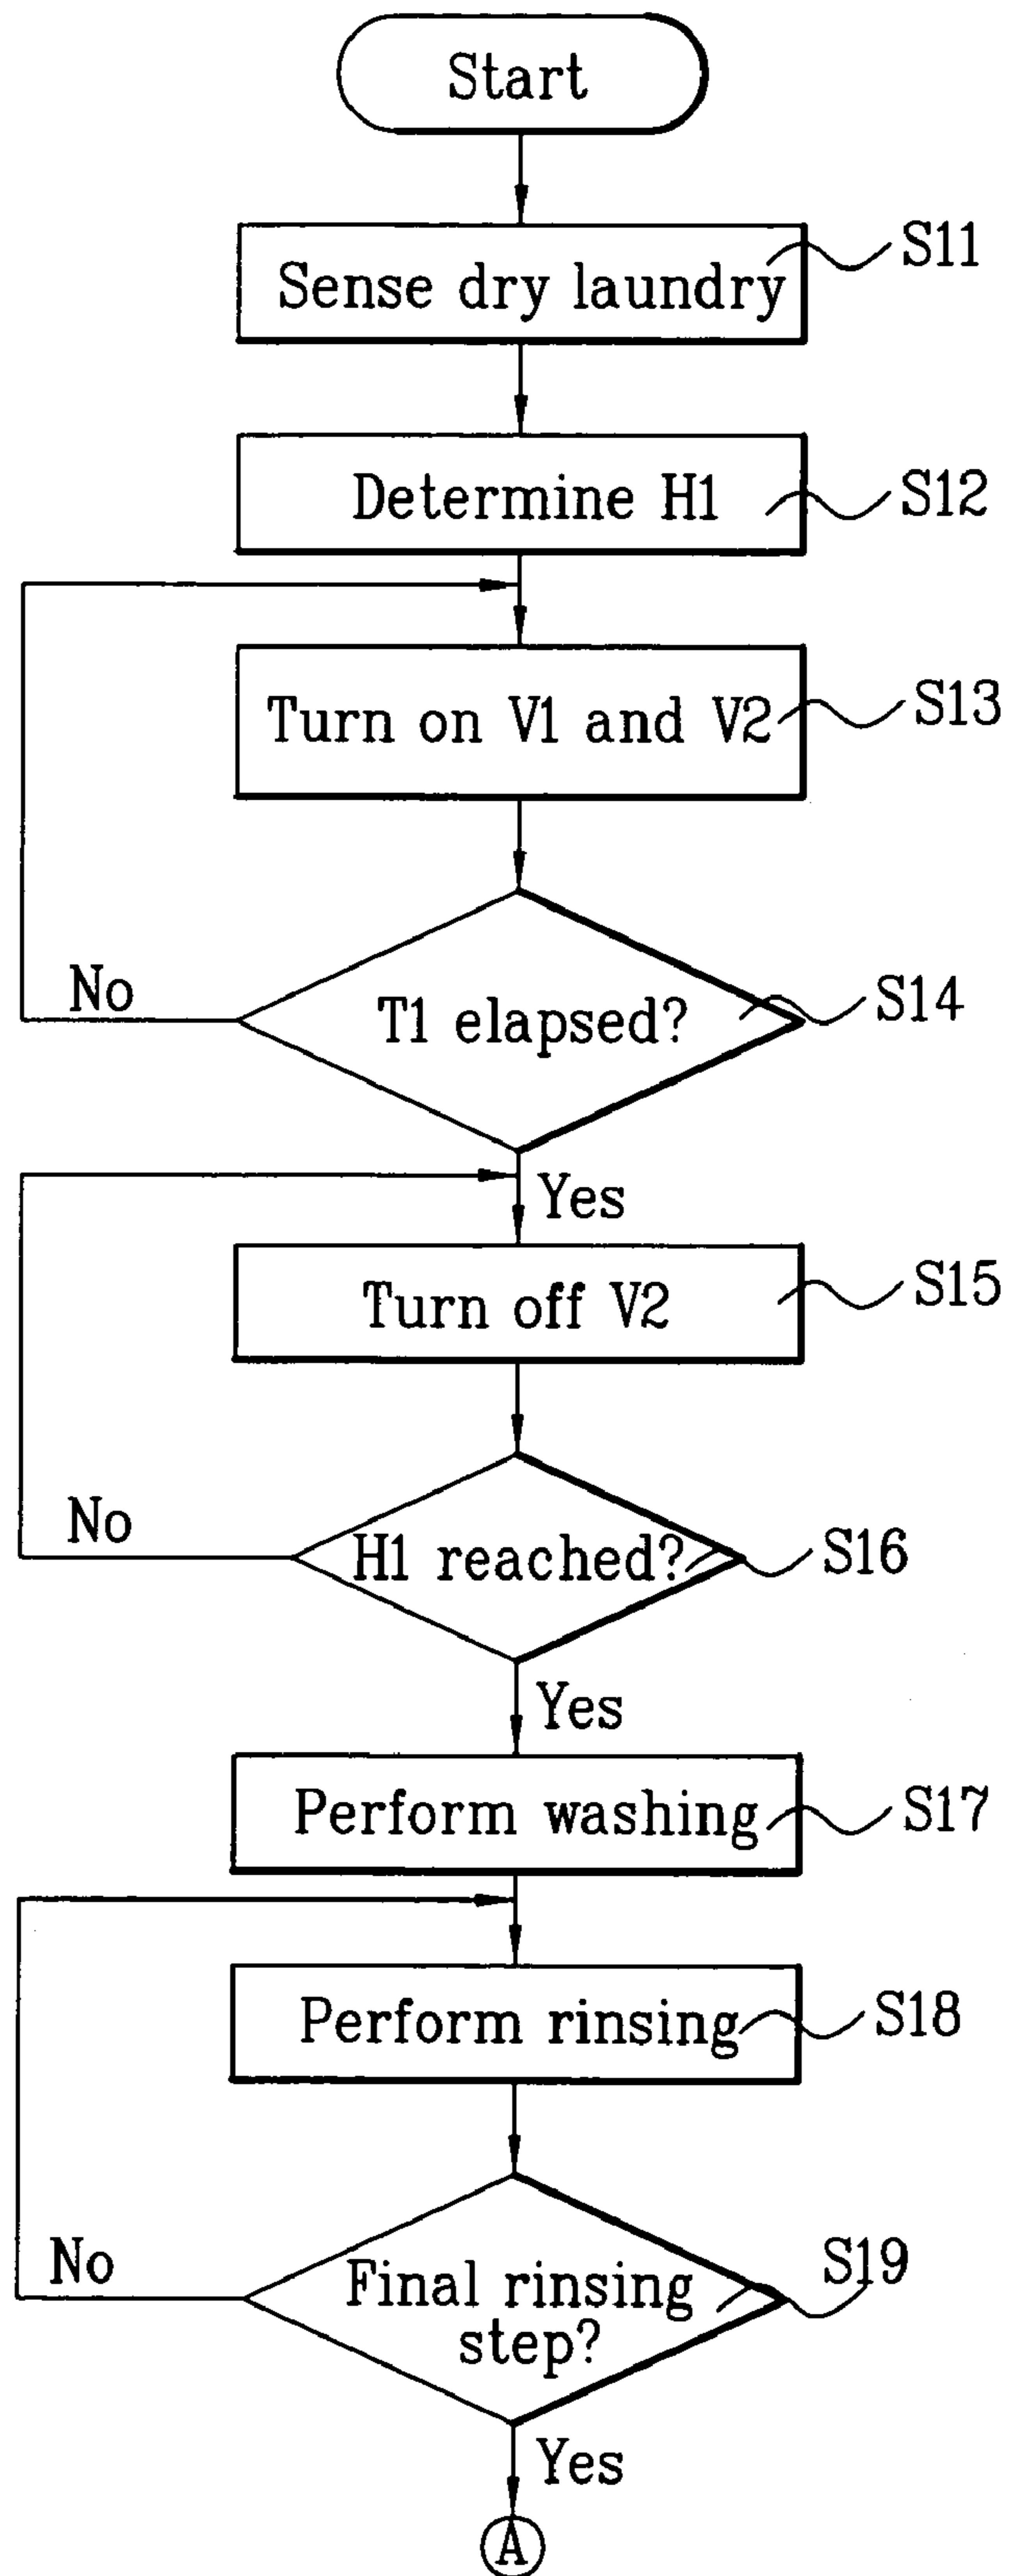 Start
Sense dry laundry
S11
Determine H1
S12
Turn on V1 and V2
S13
T1 elapsed?
S14
No
Yes
Turn off V2
S15
H1 reached?
S16
No
Yes
Perform washing
S17
Perform rinsing
S18
Final rinsing
step?
S19
No
Yes
A